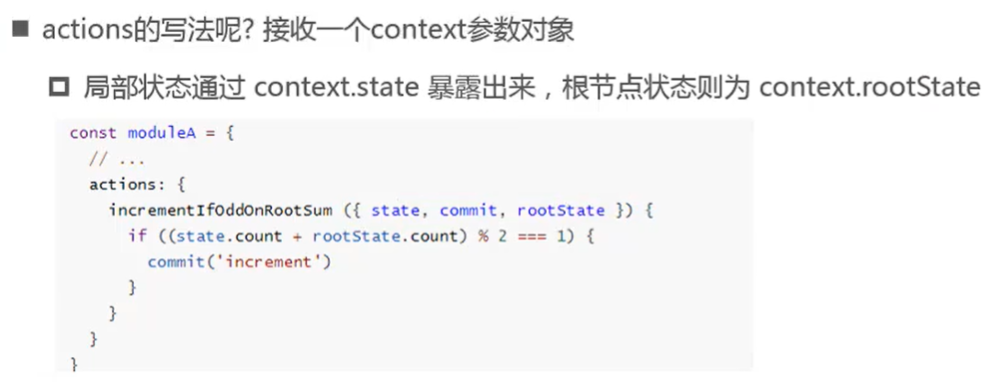 actions的写法呢? 接收一个context参数对象
局部状态通过 context.state 暴露出来，根节点状态则为 context.rootState
const moduleA = {
  // ...
  actions: {
    incrementIfOddOnRootSum ({ state, commit, rootState }) {
      if ((state.count + rootState.count) % 2 === 1) {
        commit('increment')
      }
    }
  }
}